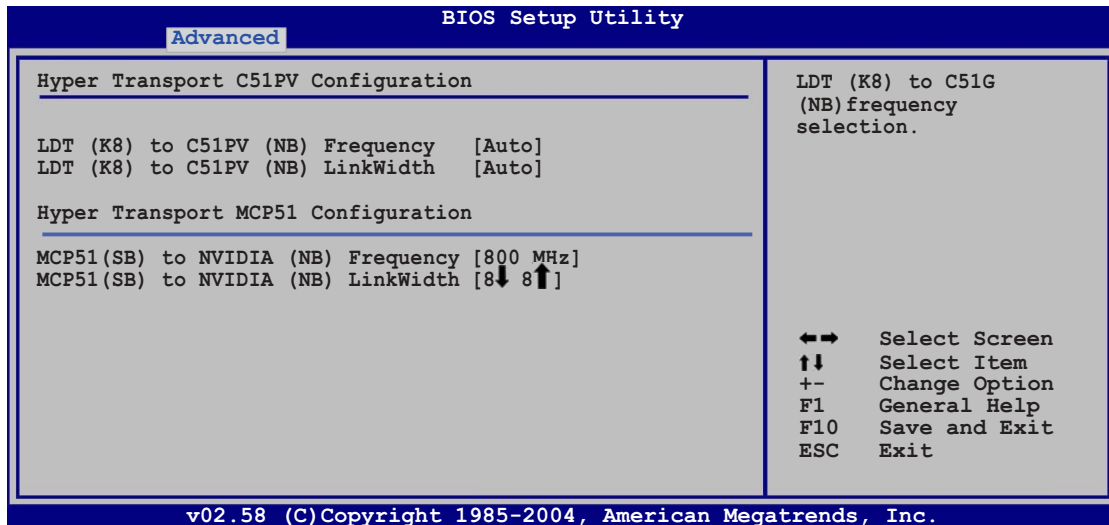 BIOS Setup Utility
Advanced
Hyper Transport C51PV Configuration
LDT (K8) to C51PV (NB) Frequency [Auto]
LDT (K8) to C51PV (NB) LinkWidth [Auto]
Hyper Transport MCP51 Configuration
MCP51(SB) to NVIDIA (NB) Frequency [800 MHz]
MCP51(SB) to NVIDIA (NB) LinkWidth [8⬇ 8⬆]
LDT (K8) to C51G
(NB)frequency
selection.
⬅➡ Select Screen
⬆⬇ Select Item
+- Change Option
F1 General Help
F10 Save and Exit
ESC Exit
v02.58 (C)Copyright 1985-2004, American Megatrends, Inc.